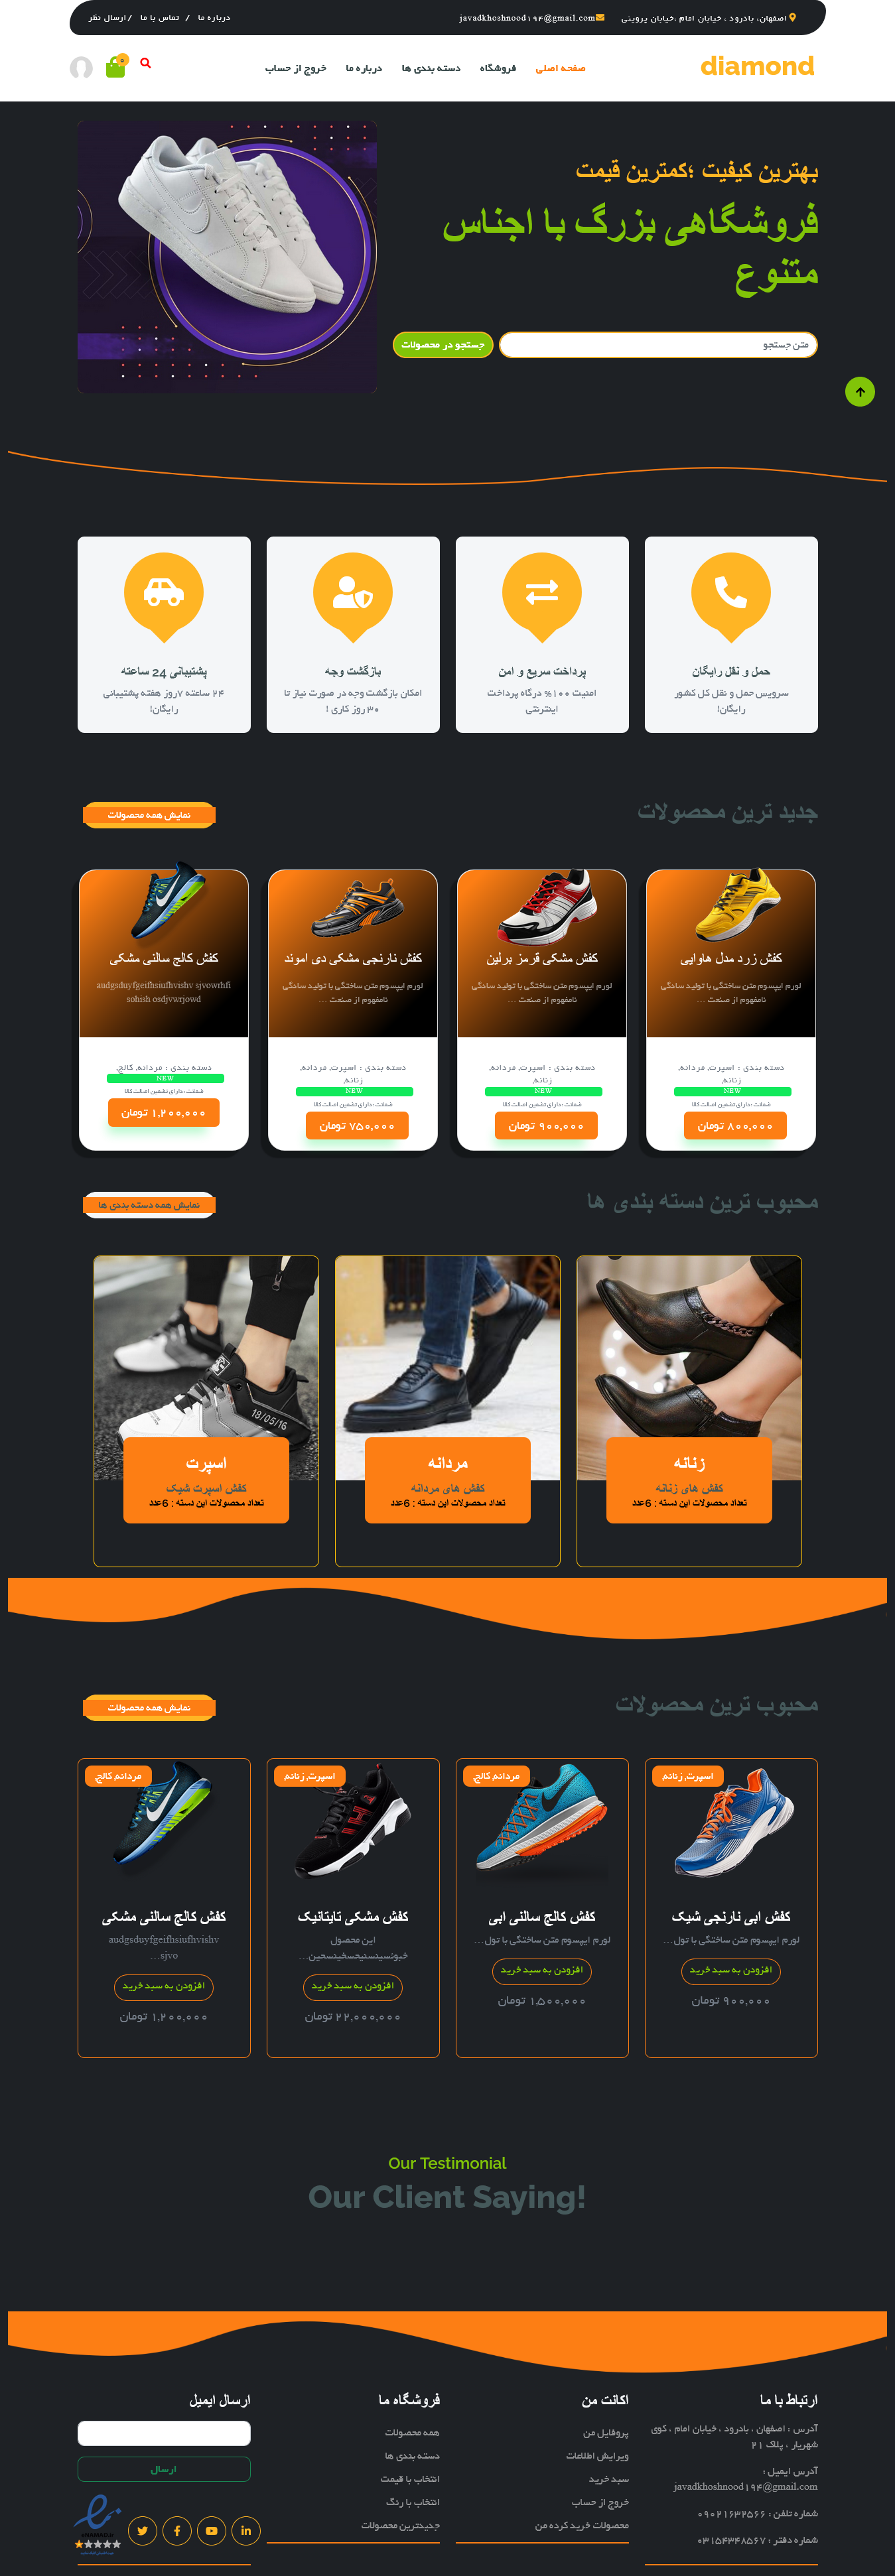 اصفهان، بادرود ، خیابان امام ،خیابان پروینی
javadkhoshnood۱۹۴@gmail.com
درباره ما / تماس با ما / ارسال نظر
diamond
صفحه اصلی
فروشگاه
دسته بندی ها
درباره ما
خروج از حساب
۰
بهترین کیفیت ؛کمترین قیمت
فروشگاهی بزرگ با اجناس
متنوع
متن جستجو
جستجو در محصولات
حمل و نقل رایگان
سرویس حمل و نقل کل کشور
رایگان!
پرداخت سریع و امن
امنیت ۱۰۰% درگاه پرداخت
اینترنتی
بازگشت وجه
امکان بازگشت وجه در صورت نیاز تا
۳۰ روز کاری !
پشتیبانی 24 ساعته
۲۴ ساعته ۷روز هفته پشتیبانی
رایگان!
جدید ترین محصولات
نمایش همه محصولات
کفش زرد مدل هاوایی
لورم ایپسوم متن ساختگی با تولید سادگی
نامفهوم از صنعت ...
دسته بندی : اسپرت, مردانه,
زنانه,
NEW
ضمانت :دارای تضمین اصالت کالا
۸۰۰,۰۰۰ تومان
کفش مشکی قرمز برلین
لورم ایپسوم متن ساختگی با تولید سادگی
نامفهوم از صنعت ...
دسته بندی : اسپرت, مردانه,
زنانه,
NEW
ضمانت :دارای تضمین اصالت کالا
۹۰۰,۰۰۰ تومان
کفش نارنجی مشکی دی اموند
لورم ایپسوم متن ساختگی با تولید سادگی
نامفهوم از صنعت ...
دسته بندی : اسپرت, مردانه,
زنانه,
NEW
ضمانت :دارای تضمین اصالت کالا
۷۵۰,۰۰۰ تومان
کفش کالج سالنی مشکی
audgsduyfgeifhsiufhvishv sjvowrhfi
sohish osdjvwrjowd
دسته بندی : مردانه, کالج,
NEW
ضمانت :دارای تضمین اصالت کالا
۱,۲۰۰,۰۰۰ تومان
محبوب ترین دسته بندی ها
نمایش همه دسته بندی ها
زنانه
کفش های زنانه
تعداد محصولات این دسته : 6عدد
مردانه
کفش های مردانه
تعداد محصولات این دسته : 6عدد
18/05/16
اسپرت
کفش اسپرت شیک
تعداد محصولات این دسته : 6عدد
محبوب ترین محصولات
نمایش همه محصولات
اسپرت, زنانه,
کفش ابی نارنجی شیک
لورم ایپسوم متن ساختگی با تول...
افزودن به سبد خرید
۹۰۰,۰۰۰ تومان
مردانه, کالج,
کفش کالج سالنی ابی
لورم ایپسوم متن ساختگی با تول...
افزودن به سبد خرید
۱,۵۰۰,۰۰۰ تومان
اسپرت, زنانه,
کفش مشکی تایتانیک
این محصول
افزودن به سبد خرید
۲۲,۰۰۰,۰۰۰ تومان
مردانه, کالج,
کفش کالج سالنی مشکی
audgsduyfgeifhsiufhvishv
sjvo...
افزودن به سبد خرید
۱,۲۰۰,۰۰۰ تومان
Our Testimonial
Our Client Saying!
ارتباط با ما
آدرس : اصفهان ، بادرود ، خیابان امام ، کوی
شهریار ، پلاک ۲۱
آدرس ایمیل :
javadkhoshnood۱۹۴@gmail.com
شماره تلفن : ۰۹۰۲۱۶۳۲۵۶۶
شماره دفتر : ۰۳۱۵۴۳۴۸۵۶۷
اکانت من
پروفایل من
ویرایش اطلاعات
سبد خرید
خروج از حساب
محصولات خرید کرده من
فروشگاه ما
همه محصولات
دسته بندی ها
انتخاب با قیمت
انتخاب با رنگ
جدیدترین محصولات
ارسال ایمیل
ارسال